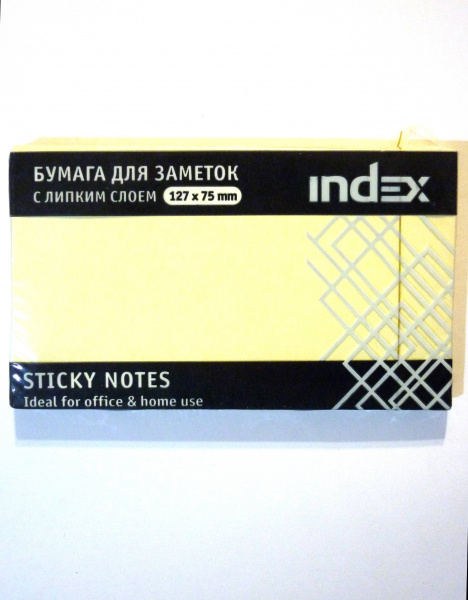 БУМАГА ДЛЯ ЗАМЕТОК
С ЛИПКИМ СЛОЕМ 127 x 75 mm
INDEX
STICKY NOTES
Ideal for office & home use